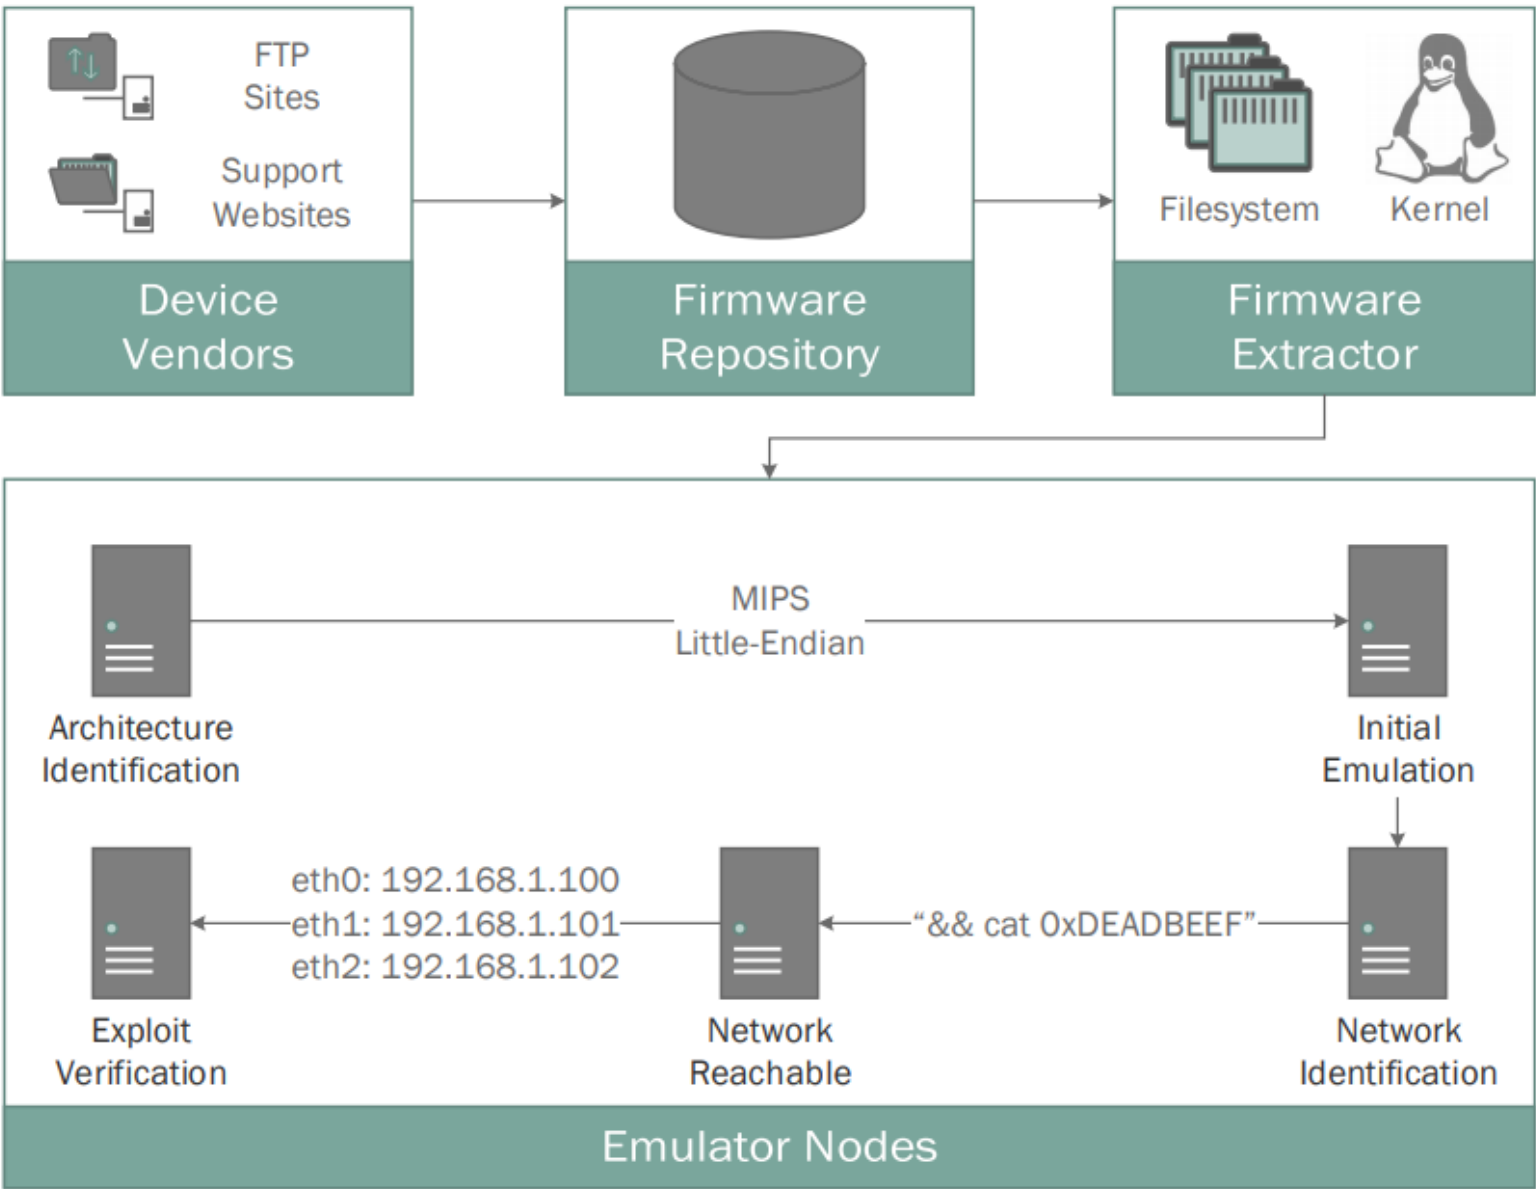 FTP
Sites
Support
Websites
Device
Vendors
Firmware
Repository
Filesystem
Kernel
Firmware
Extractor
MIPS
Little-Endian
Architecture
Identification
Initial
Emulation
eth0: 192.168.1.100
eth1: 192.168.1.101
eth2: 192.168.1.102
“&& cat 0xDEADBEEF”
Exploit
Verification
Network
Reachable
Network
Identification
Emulator Nodes